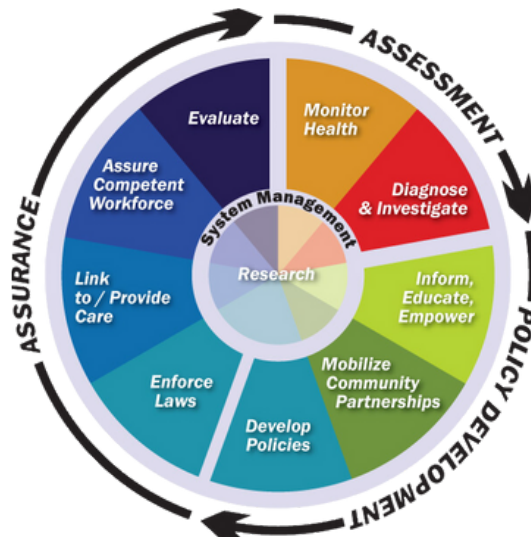 ASSESSMENT
Monitor
Health
Diagnose
& Investigate
POLICY DEVELOPMENT
Inform,
Educate,
Empower
Mobilize
Community
Partnerships
Develop
Policies
ASSURANCE
Enforce
Laws
Link
to / Provide
Care
Assure
Competent
Workforce
Evaluate
System Management
Research